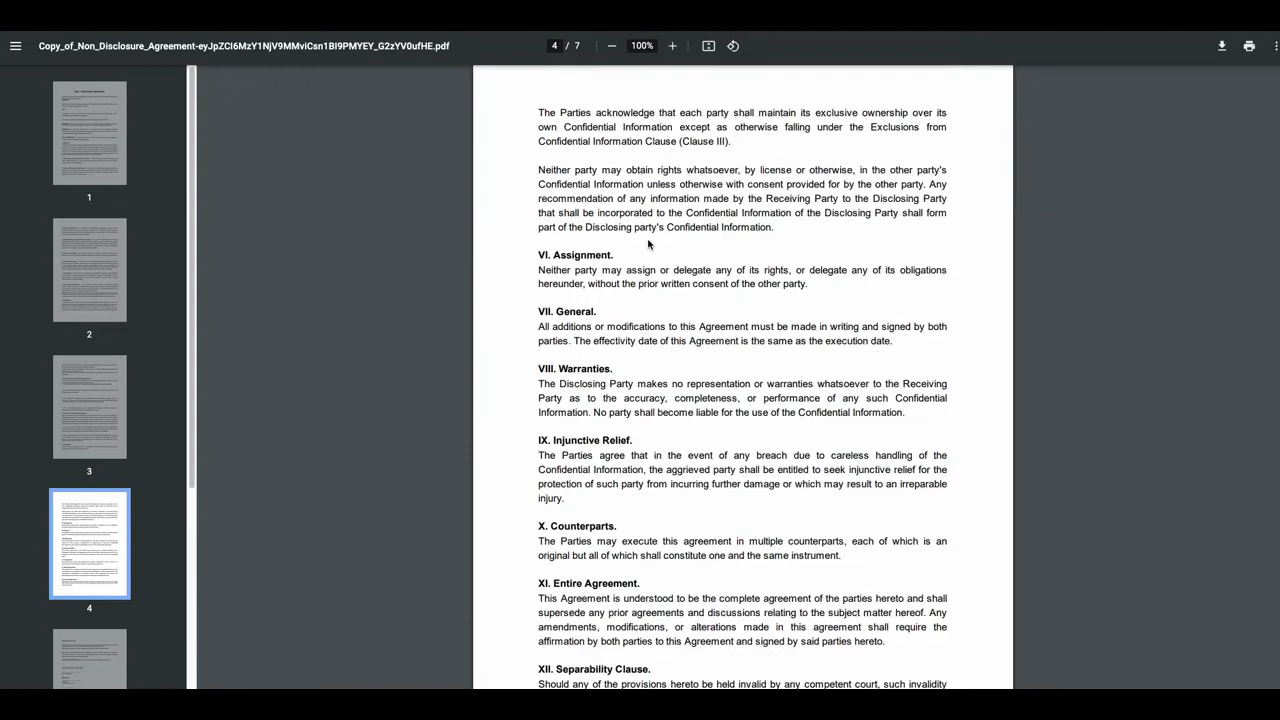 Copy_of_Non_Disclosure_Agreement-eyJpZCI6MzY1NjV9MMviCsn1BI9PMYEY_G2zYV0ufHE.pdf
4 / 7
100%
1
2
3
4
The Parties acknowledge that each party shall maintain its exclusive ownership over its
own Confidential Information except as otherwise falling under the Exclusions from
Confidential Information Clause (Clause III).
Neither party may obtain rights whatsoever, by license or otherwise, in the other party's
Confidential Information unless otherwise with consent provided for by the other party. Any
recommendation of any information made by the Receiving Party to the Disclosing Party
that shall be incorporated to the Confidential Information of the Disclosing Party shall form
part of the Disclosing party's Confidential Information.
VI. Assignment.
Neither party may assign or delegate any of its rights, or delegate any of its obligations
hereunder, without the prior written consent of the other party.
VII. General.
All additions or modifications to this Agreement must be made in writing and signed by both
parties. The effectivity date of this Agreement is the same as the execution date.
VIII. Warranties.
The Disclosing Party makes no representation or warranties whatsoever to the Receiving
Party as to the accuracy, completeness, or performance of any such Confidential
Information. No party shall become liable for the use of the Confidential Information.
IX. Injunctive Relief.
The Parties agree that in the event of any breach due to careless handling of the
Confidential Information, the aggrieved party shall be entitled to seek injunctive relief for the
protection of such party from incurring further damage or which may result to an irreparable
injury.
X. Counterparts.
The Parties may execute this agreement in multiple counterparts, each of which is an
original but all of which shall constitute one and the same instrument.
XI. Entire Agreement.
This Agreement is understood to be the complete agreement of the parties hereto and shall
supersede any prior agreements and discussions relating to the subject matter hereof. Any
amendments, modifications, or alterations made in this agreement shall require the
affirmation by both parties to this Agreement and signed by said parties hereto.
XII. Separability Clause.
Should any of the provisions hereto be held invalid by any competent court, such invalidity